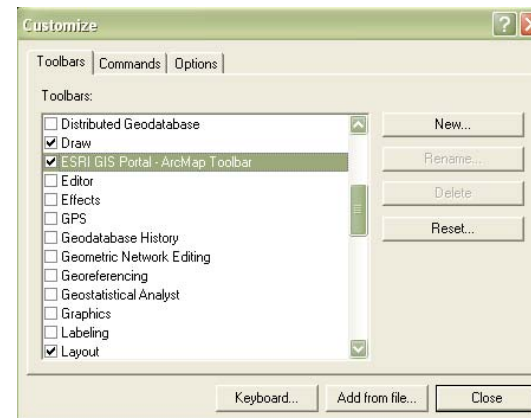 Customize
Toolbars Commands Options
Toolbars:
Distributed Geodatabase
Draw
ESRI GIS Portal - ArcMap Toolbar
Editor
Effects
GPS
Geodatabase History
Geometric Network Editing
Georeferencing
Geostatistical Analyst
Graphics
Labeling
Layout
New...
Rename...
Delete
Reset...
Keyboard... Add from file... Close